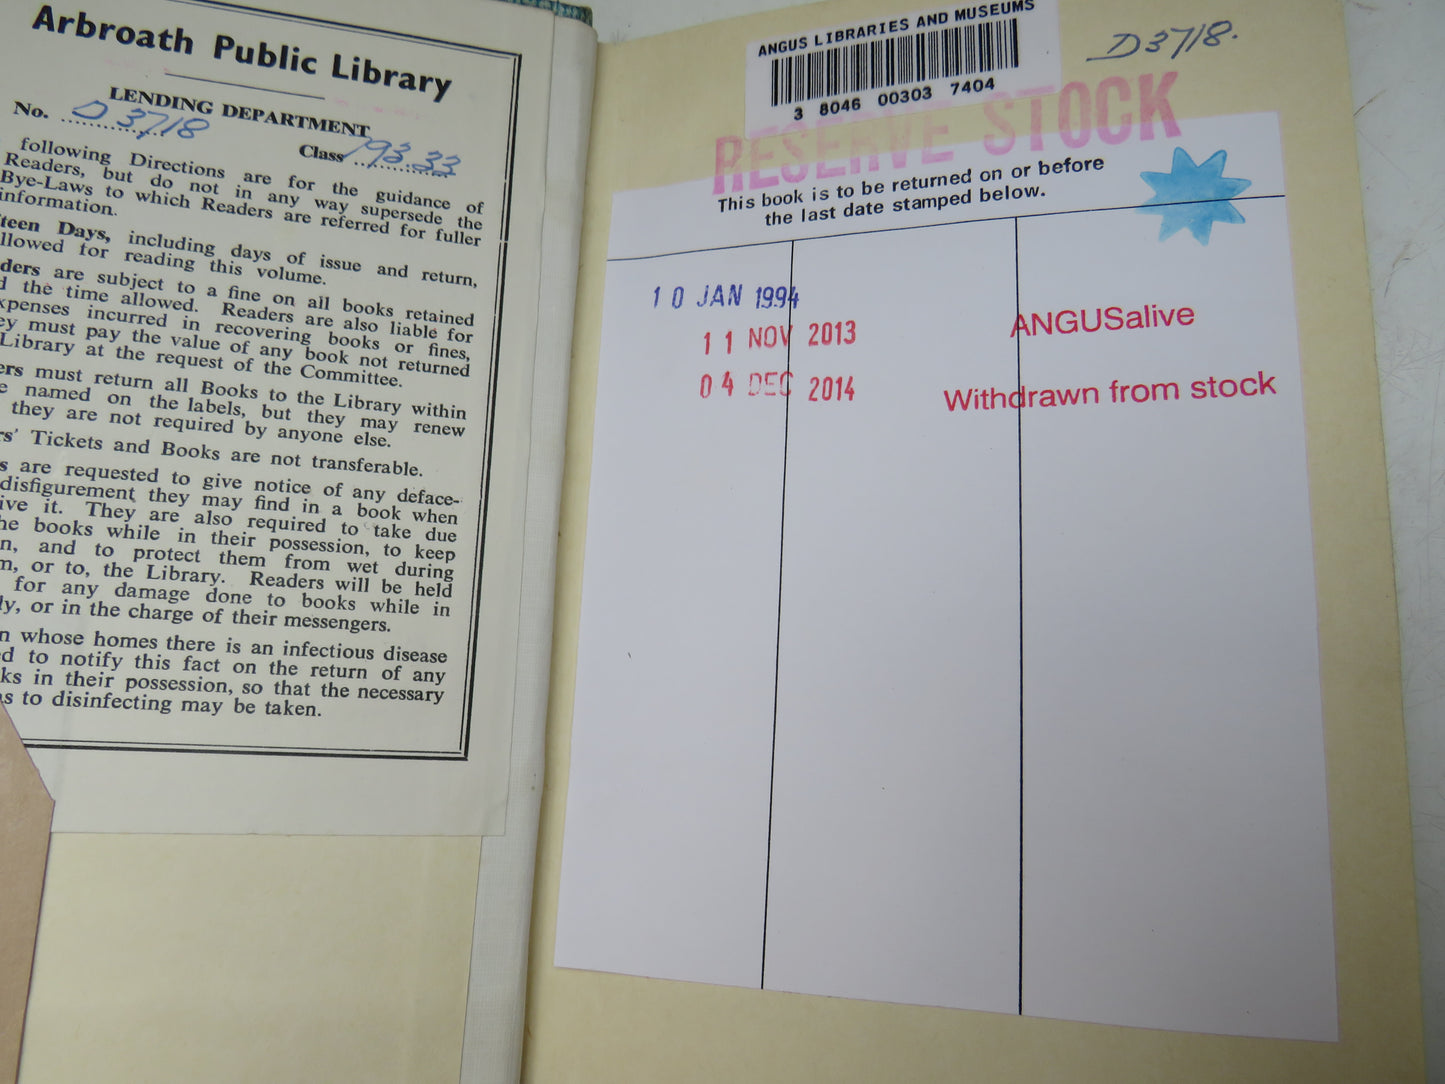 Arbroath Public Library
LENDING DEPARTMENT
No. D 3718
Class 793.33
following Directions are for the guidance of
Readers, but do not in any way supersede the
Bye-Laws to which Readers are referred for fuller
information.
teen Days, including days of issue and return,
llowed for reading this volume.
ders are subject to a fine on all books retained
d the time allowed. Readers are also liable for
xpenses incurred in recovering books or fines,
ey must pay the value of any book not returned
Library at the request of the Committee.
ers must return all Books to the Library within
e named on the labels, but they may renew
they are not required by anyone else.
rs' Tickets and Books are not transferable.
s are requested to give notice of any deface-
disfigurement they may find in a book when
ive it. They are also required to take due
he books while in their possession, to keep
n, and to protect them from wet during
m, or to, the Library. Readers will be held
for any damage done to books while in
ly, or in the charge of their messengers.
n whose homes there is an infectious disease
ed to notify this fact on the return of any
ks in their possession, so that the necessary
as to disinfecting may be taken.
ANGUS LIBRARIES AND MUSEUMS
3 8046 00303 7404
D3718.
RESERVE STOCK
This book is to be returned on or before
the last date stamped below.
10 JAN 1994
11 NOV 2013
04 DEC 2014
ANGUSalive
Withdrawn from stock